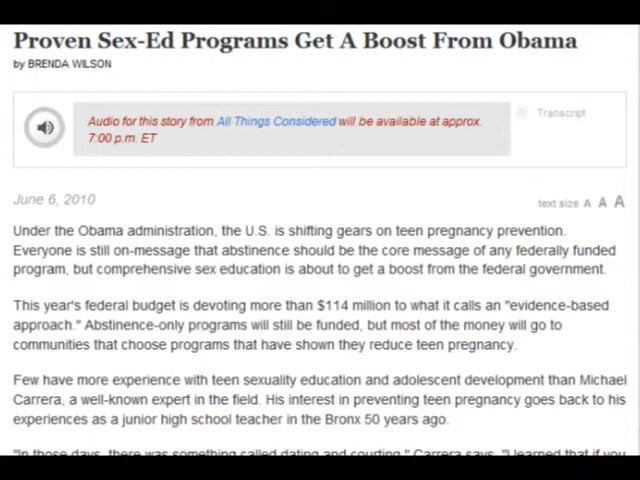 Proven Sex-Ed Programs Get A Boost From Obama
by BRENDA WILSON
Audio for this story from All Things Considered will be available at approx.
7:00 p.m. ET
Transcript
June 6, 2010
text size A A A
Under the Obama administration, the U.S. is shifting gears on teen pregnancy prevention.
Everyone is still on-message that abstinence should be the core message of any federally funded
program, but comprehensive sex education is about to get a boost from the federal government.
This year's federal budget is devoting more than $114 million to what it calls an "evidence-based
approach." Abstinence-only programs will still be funded, but most of the money will go to
communities that choose programs that have shown they reduce teen pregnancy.
Few have more experience with teen sexuality education and adolescent development than Michael
Carrera, a well-known expert in the field. His interest in preventing teen pregnancy goes back to his
experiences as a junior high school teacher in the Bronx 50 years ago.
"In those days, there was something called dating and courting," Carrera says. "I learned that if you